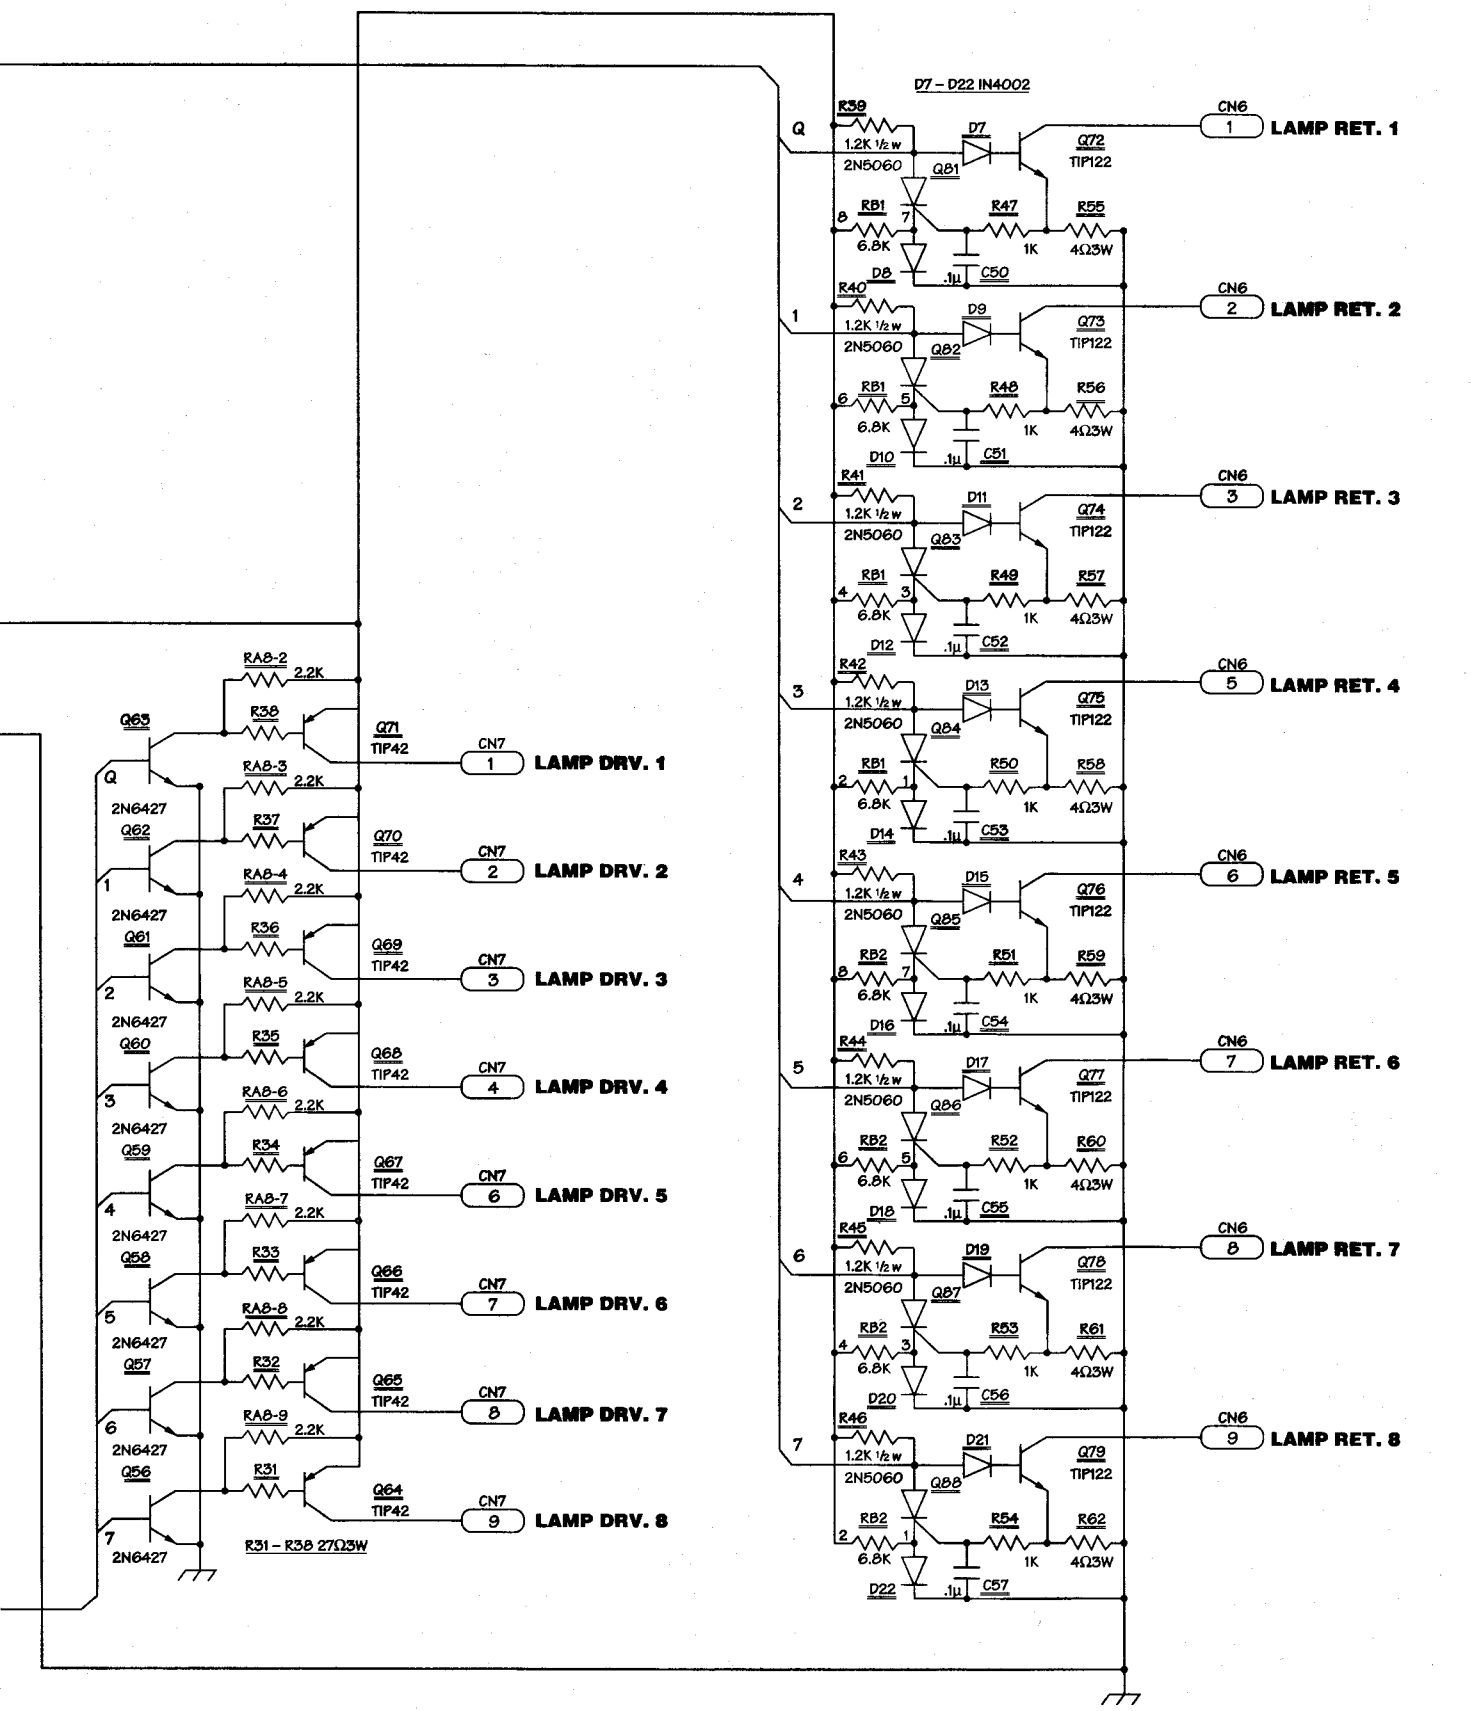 D7 – D22 IN4002
Q
R39
1.2K ½W
2N5060
D7
Q81
Q72
TIP122
CN6
1
LAMP RET. 1
8
RB1
7
6.8K
D8
R47
1K
.1µ
C50
R55
4Ω3W
1
R40
1.2K ½W
2N5060
D9
Q82
Q73
TIP122
CN6
2
LAMP RET. 2
6
RB1
5
6.8K
D10
R48
1K
.1µ
C51
R56
4Ω3W
2
R41
1.2K ½W
2N5060
D11
Q83
Q74
TIP122
CN6
3
LAMP RET. 3
4
RB1
3
6.8K
D12
R49
1K
.1µ
C52
R57
4Ω3W
3
R42
1.2K ½W
2N5060
D13
Q84
Q75
TIP122
CN6
5
LAMP RET. 4
2
RB1
1
6.8K
D14
R50
1K
.1µ
C53
R58
4Ω3W
4
R43
1.2K ½W
2N5060
D15
Q85
Q76
TIP122
CN6
6
LAMP RET. 5
8
RB2
7
6.8K
D16
R51
1K
.1µ
C54
R59
4Ω3W
5
R44
1.2K ½W
2N5060
D17
Q86
Q77
TIP122
CN6
7
LAMP RET. 6
6
RB2
5
6.8K
D18
R52
1K
.1µ
C55
R60
4Ω3W
6
R45
1.2K ½W
2N5060
D19
Q87
Q78
TIP122
CN6
8
LAMP RET. 7
4
RB2
3
6.8K
D20
R53
1K
.1µ
C56
R61
4Ω3W
7
R46
1.2K ½W
2N5060
D21
Q88
Q79
TIP122
CN6
9
LAMP RET. 8
2
RB2
1
6.8K
D22
R54
1K
.1µ
C57
R62
4Ω3W
RA8-2
2.2K
Q63
Q
2N6427
R38
Q71
TIP42
CN7
1
LAMP DRV. 1
RA8-3
2.2K
Q62
1
2N6427
R37
Q70
TIP42
CN7
2
LAMP DRV. 2
RA8-4
2.2K
Q61
2
2N6427
R36
Q69
TIP42
CN7
3
LAMP DRV. 3
RA8-5
2.2K
Q60
3
2N6427
R35
Q68
TIP42
CN7
4
LAMP DRV. 4
RA8-6
2.2K
Q59
4
2N6427
R34
Q67
TIP42
CN7
6
LAMP DRV. 5
RA8-7
2.2K
Q58
5
2N6427
R33
Q66
TIP42
CN7
7
LAMP DRV. 6
RA8-8
2.2K
Q57
6
2N6427
R32
Q65
TIP42
CN7
8
LAMP DRV. 7
RA8-9
2.2K
Q56
7
2N6427
R31
Q64
TIP42
CN7
9
LAMP DRV. 8
R31 – R38 27Ω3W